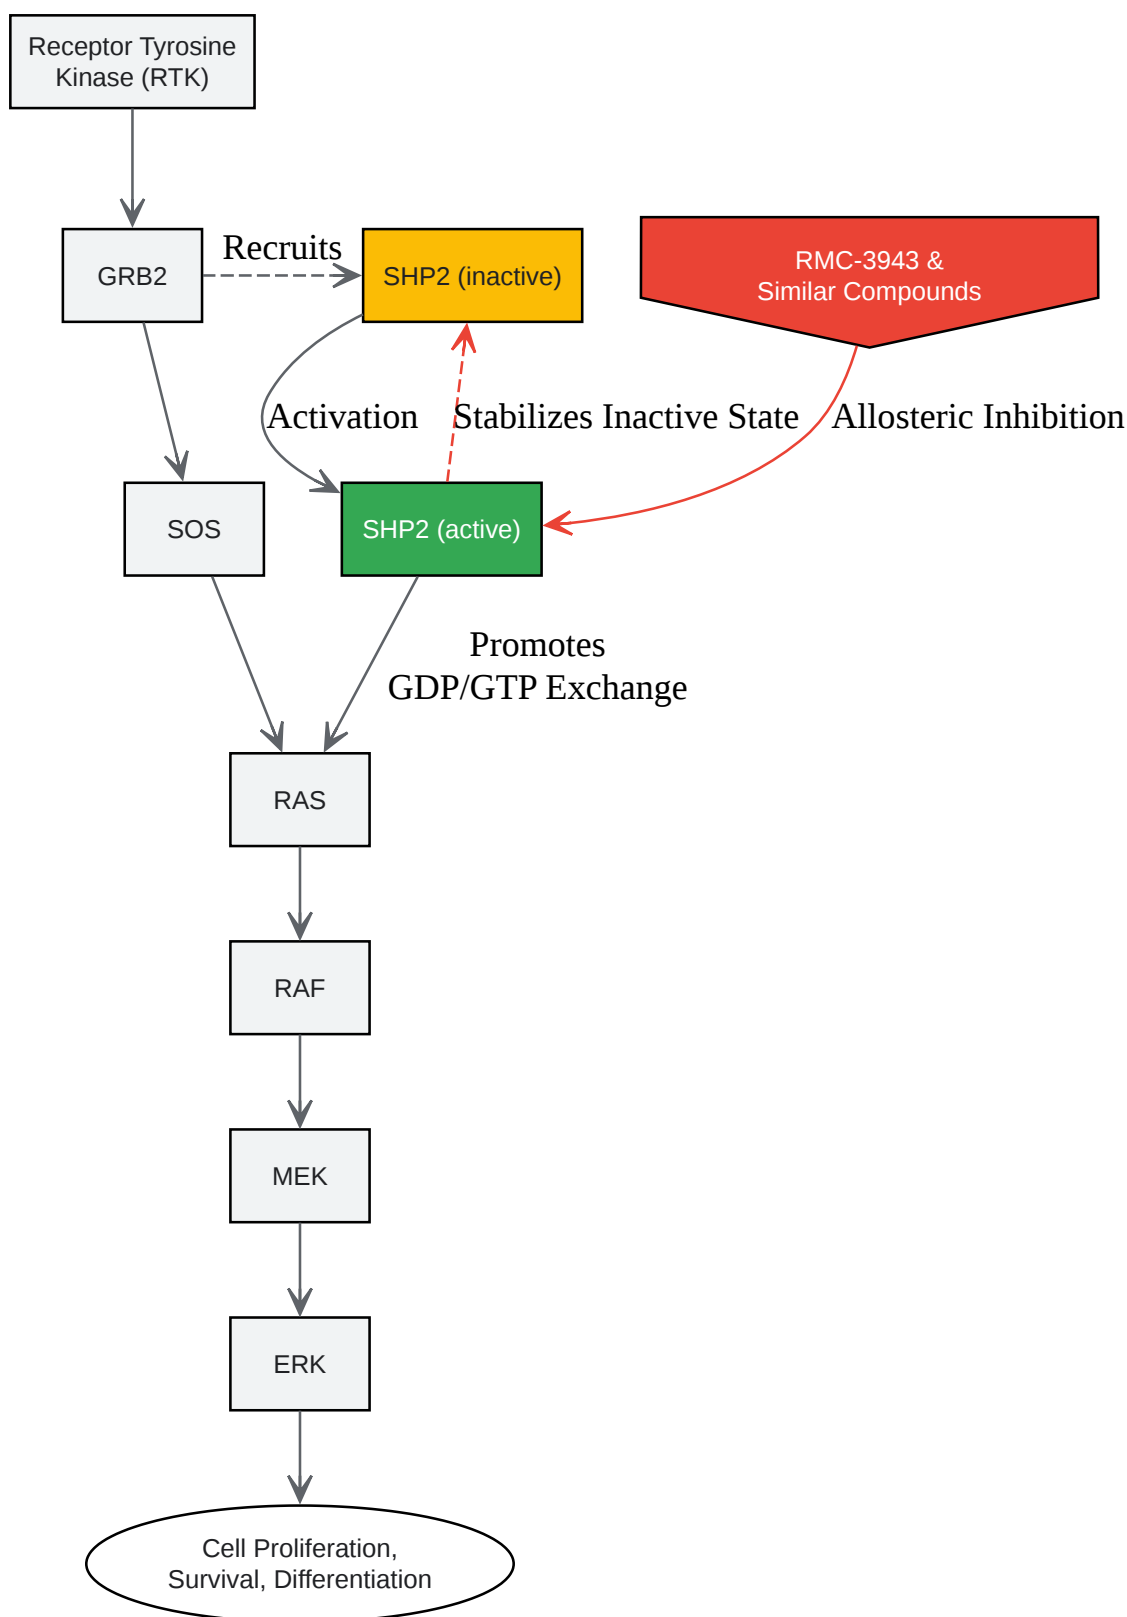 Receptor Tyrosine
Kinase (RTK)
GRB2
Recruits
SHP2 (inactive)
RMC-3943 &
Similar Compounds
Activation
Stabilizes Inactive State
Allosteric Inhibition
SOS
SHP2 (active)
Promotes
GDP/GTP Exchange
RAS
RAF
MEK
ERK
Cell Proliferation,
Survival, Differentiation